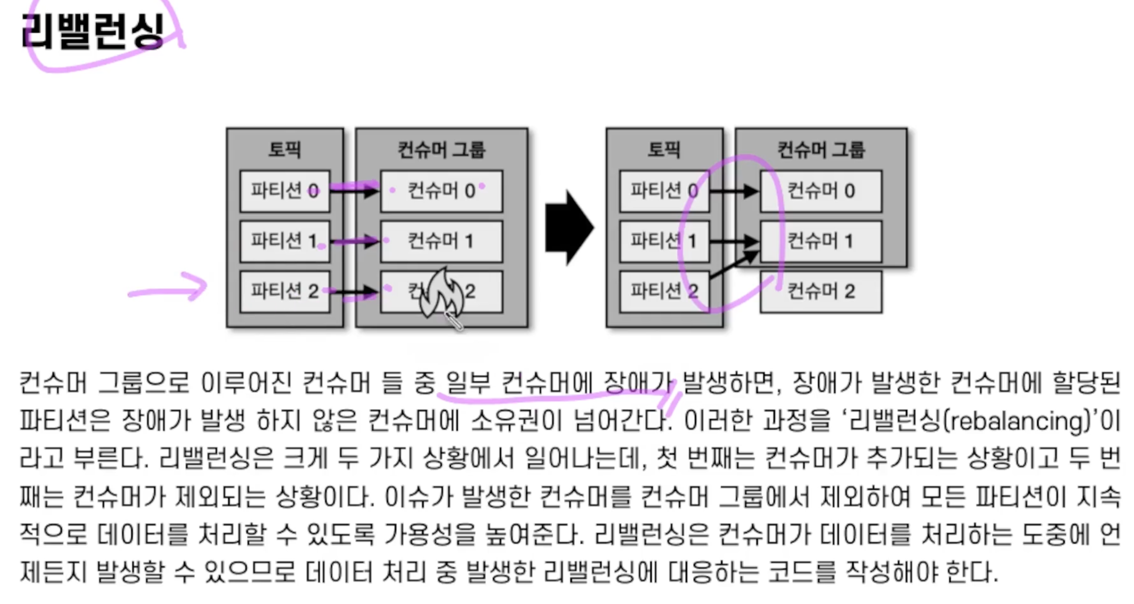 리밸런싱
토픽
파티션 0
파티션 1
파티션 2
컨슈머 그룹
컨슈머 0
컨슈머 1
컨 2
토픽
파티션 0
파티션 1
파티션 2
컨슈머 그룹
컨슈머 0
컨슈머 1
컨슈머 2
컨슈머 그룹으로 이루어진 컨슈머 들 중 일부 컨슈머에 장애가 발생하면, 장애가 발생한 컨슈머에 할당된
파티션은 장애가 발생 하지 않은 컨슈머에 소유권이 넘어간다. 이러한 과정을 ‘리밸런싱(rebalancing)’이
라고 부른다. 리밸런싱은 크게 두 가지 상황에서 일어나는데, 첫 번째는 컨슈머가 추가되는 상황이고 두 번
째는 컨슈머가 제외되는 상황이다. 이슈가 발생한 컨슈머를 컨슈머 그룹에서 제외하여 모든 파티션이 지속
적으로 데이터를 처리할 수 있도록 가용성을 높여준다. 리밸런싱은 컨슈머가 데이터를 처리하는 도중에 언
제든지 발생할 수 있으므로 데이터 처리 중 발생한 리밸런싱에 대응하는 코드를 작성해야 한다.